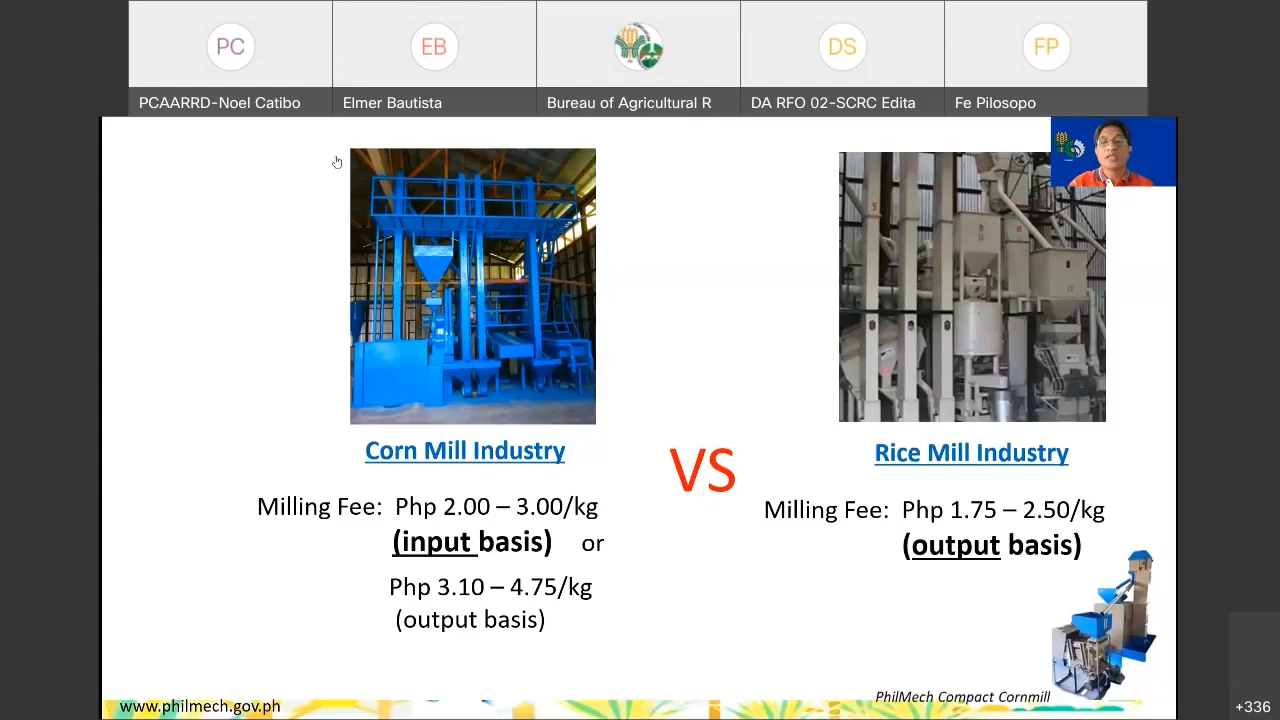 PC
EB
DS
FP
PCAARRD-Noel Catibo
Elmer Bautista
Bureau of Agricultural R
DA RFO 02-SCRC Edita
Fe Pilosopo
Corn Mill Industry
VS
Rice Mill Industry
Milling Fee: Php 2.00 – 3.00/kg
(input basis) or
Php 3.10 – 4.75/kg
(output basis)
Milling Fee: Php 1.75 – 2.50/kg
(output basis)
PhilMech Compact Cornmill
www.philmech.gov.ph
+336